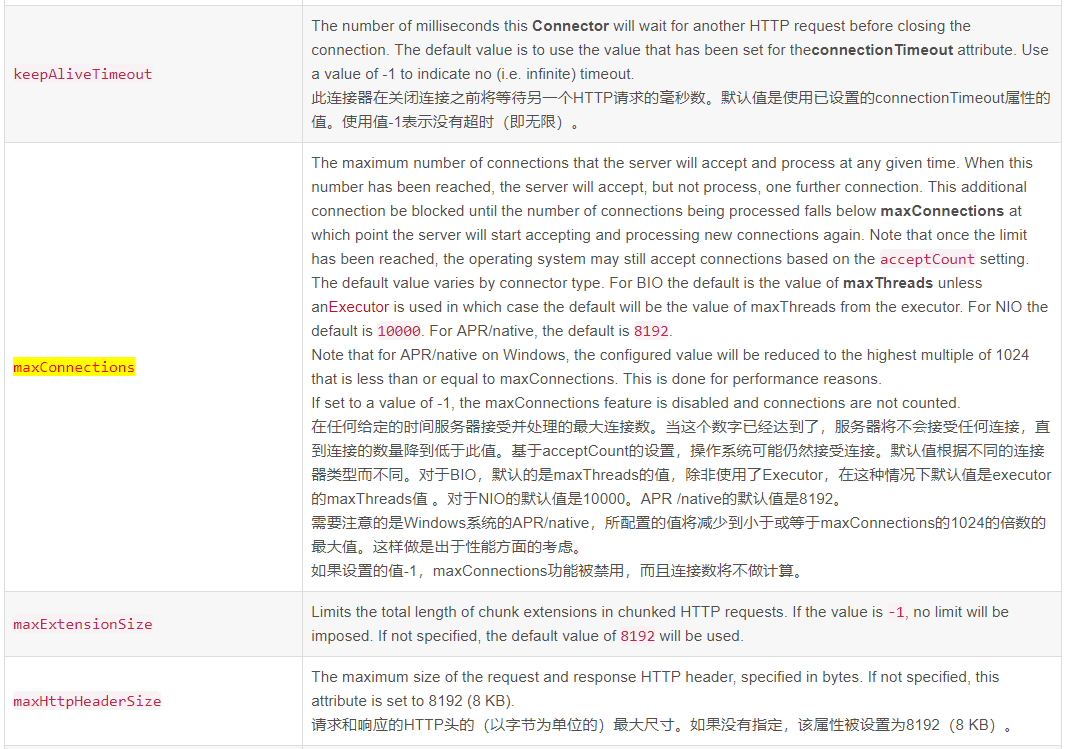 keepAliveTimeout
The number of milliseconds this Connector will wait for another HTTP request before closing the
connection. The default value is to use the value that has been set for theconnectionTimeout attribute. Use
a value of -1 to indicate no (i.e. infinite) timeout.
此连接器在关闭连接之前将等待另一个HTTP请求的毫秒数。默认值是使用已设置的connectionTimeout属性的
值。使用值-1表示没有超时（即无限）。
maxConnections
The maximum number of connections that the server will accept and process at any given time. When this
number has been reached, the server will accept, but not process, one further connection. This additional
connection be blocked until the number of connections being processed falls below maxConnections at
which point the server will start accepting and processing new connections again. Note that once the limit
has been reached, the operating system may still accept connections based on the acceptCount setting.
The default value varies by connector type. For BIO the default is the value of maxThreads unless
anExecutor is used in which case the default will be the value of maxThreads from the executor. For NIO the
default is 10000. For APR/native, the default is 8192.
Note that for APR/native on Windows, the configured value will be reduced to the highest multiple of 1024
that is less than or equal to maxConnections. This is done for performance reasons.
If set to a value of -1, the maxConnections feature is disabled and connections are not counted.
在任何给定的时间服务器接受并处理的最大连接数。当这个数字已经达到了，服务器将不会接受任何连接，直
到连接的数量降到低于此值。基于acceptCount的设置，操作系统可能仍然接受连接。默认值根据不同的连接
器类型而不同。对于BIO，默认的是maxThreads的值，除非使用了Executor，在这种情况下默认值是executor
的maxThreads值 。对于NIO的默认值是10000。APR /native的默认值是8192。
需要注意的是Windows系统的APR/native，所配置的值将减少到小于或等于maxConnections的1024的倍数的
最大值。这样做是出于性能方面的考虑。
如果设置的值-1，maxConnections功能被禁用，而且连接数将不做计算。
maxExtensionSize
Limits the total length of chunk extensions in chunked HTTP requests. If the value is -1, no limit will be
imposed. If not specified, the default value of 8192 will be used.
maxHttpHeaderSize
The maximum size of the request and response HTTP header, specified in bytes. If not specified, this
attribute is set to 8192 (8 KB).
请求和响应的HTTP头的（以字节为单位的）最大尺寸。如果没有指定，该属性被设置为8192（8 KB）。